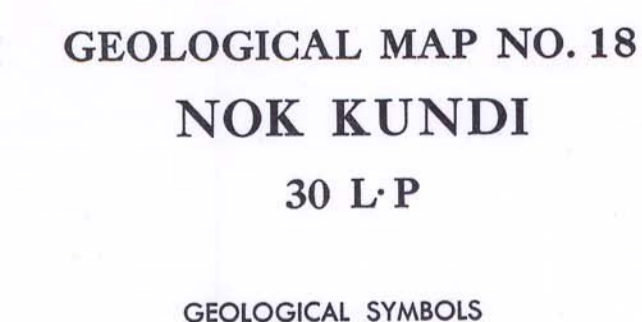 GEOLOGICAL MAP NO. 18
NOK KUNDI
30 L·P
GEOLOGICAL SYMBOLS